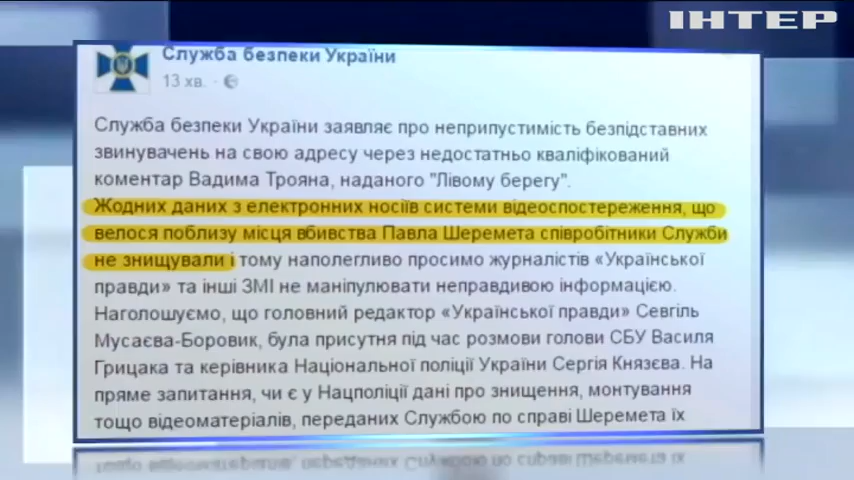 ІНТЕР
Служба безпеки України
13 хв.
Служба безпеки України заявляє про неприпустимість безпідставних
звинувачень на свою адресу через недостатньо кваліфікований
коментар Вадима Трояна, наданого "Лівому берегу".
Жодних даних з електронних носіїв системи відеоспостереження, що
велося поблизу місця вбивства Павла Шеремета співробітники Служби
не знищували і тому наполегливо просимо журналістів «Української
правди» та інші ЗМІ не маніпулювати неправдивою інформацією.
Наголошуємо, що головний редактор «Української правди» Севгіль
Мусаєва-Боровик, була присутня під час розмови голови СБУ Василя
Грицака та керівника Національної поліції України Сергія Князєва. На
пряме запитання, чи є у Нацполіції дані про знищення, монтування
тощо відеоматеріалів, переданих Службою по справі Шеремета їх